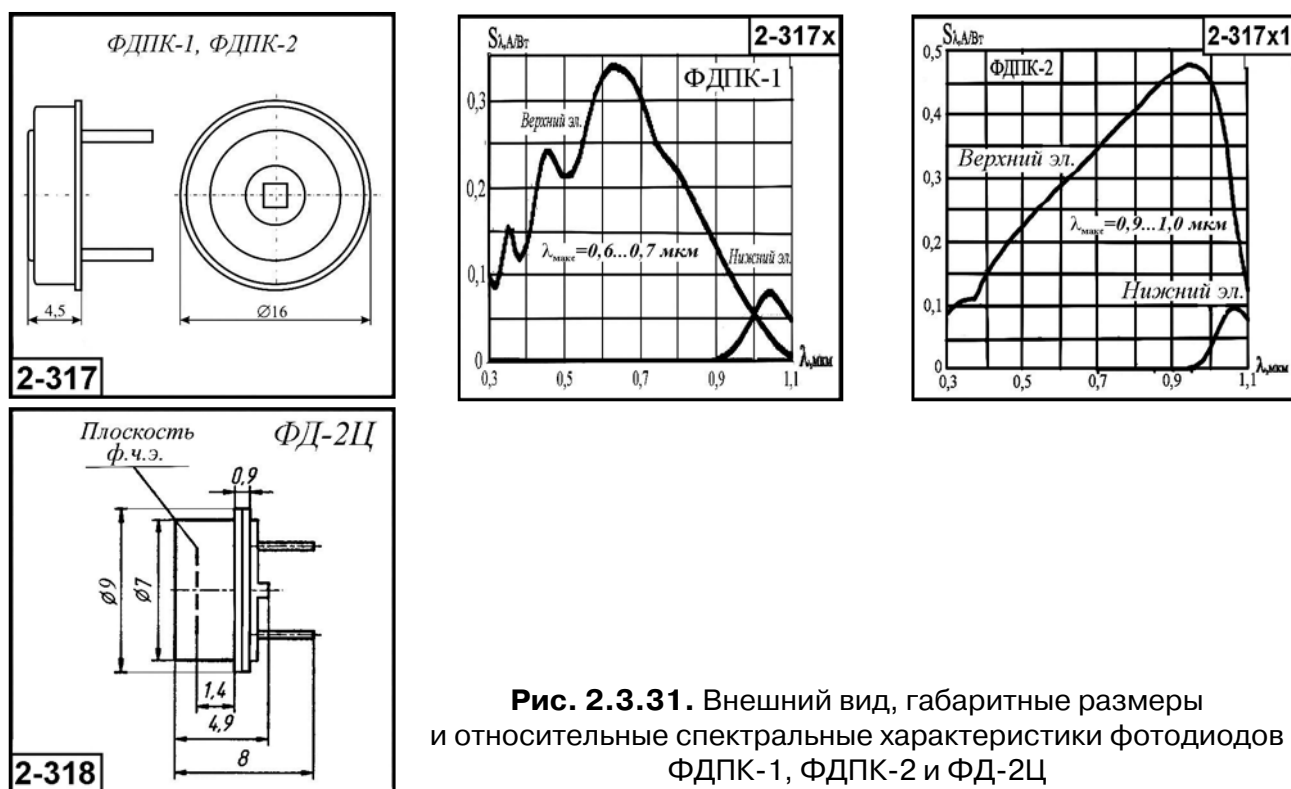 ФДПК-1, ФДПК-2
4,5
Ø16
2-317
Sλ,А/Вт
2-317х
ФДПК-1
0,3
Верхний эл.
0,2
λмакс=0,6...0,7 мкм
Нижний эл.
0,1
0
λ,мкм
0,3 0,5 0,7 0,9 1,1
Sλ,А/Вт
2-317х1
0,5
ФДПК-2
0,4
Верхний эл.
0,3
λмакс=0,9...1,0 мкм
0,2
Нижний эл.
0,1
0
λ,мкм
0,3 0,5 0,7 0,9 1,1
Плоскость
ф.ч.э.
ФД-2Ц
0,9
Ø9
Ø7
1,4
4,9
8
2-318
Рис. 2.3.31. Внешний вид, габаритные размеры
и относительные спектральные характеристики фотодиодов
ФДПК-1, ФДПК-2 и ФД-2Ц